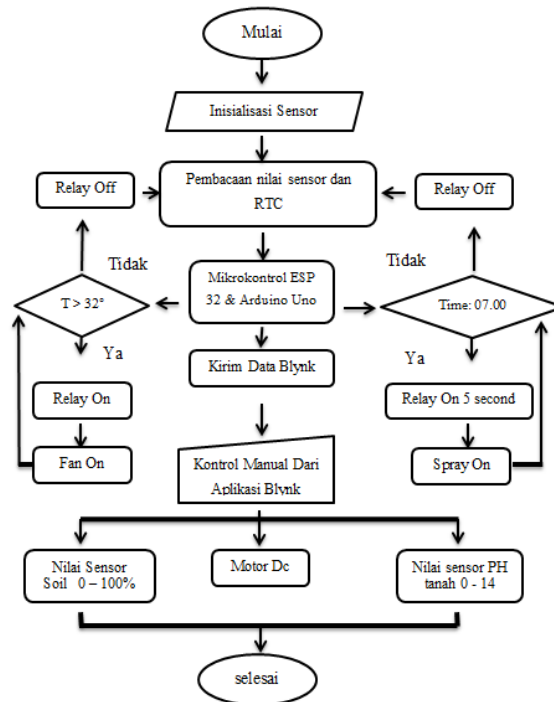 Mulai
Inisialisasi Sensor
Relay Off
Pembacaan nilai sensor dan
RTC
Relay Off
Tidak
Tidak
T > 32°
Mikrokontrol ESP
32 & Arduino Uno
Time: 07.00
Ya
Ya
Kirim Data Blynk
Relay On
Relay On 5 second
Fan On
Kontrol Manual Dari
Aplikasi Blynk
Spray On
Nilai Sensor
Soil 0 – 100%
Motor Dc
Nilai sensor PH
tanah 0 - 14
selesai